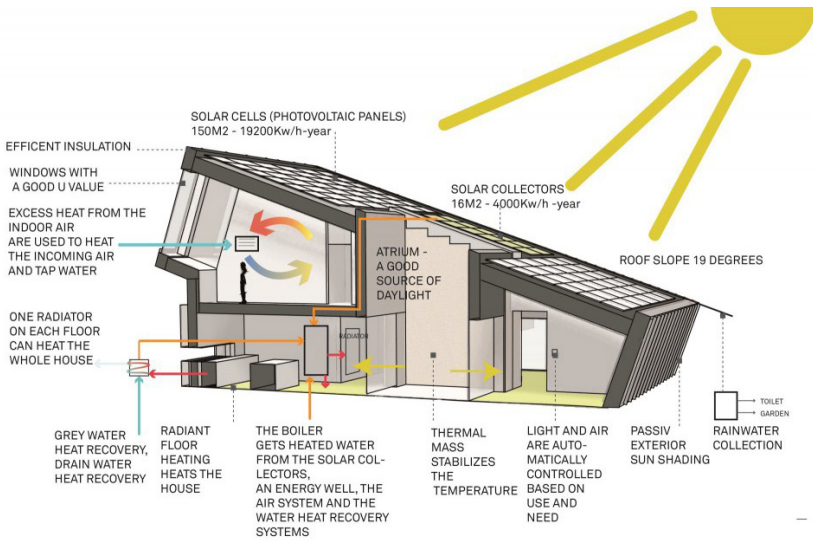 SOLAR CELLS (PHOTOVOLTAIC PANELS)
150M2 - 19200Kw/h-year
EFFICENT INSULATION
WINDOWS WITH
A GOOD U VALUE
EXCESS HEAT FROM THE
INDOOR AIR
ARE USED TO HEAT
THE INCOMING AIR
AND TAP WATER
SOLAR COLLECTORS
16M2 - 4000Kw/h -year
ATRIUM -
A GOOD
SOURCE OF
DAYLIGHT
ROOF SLOPE 19 DEGREES
ONE RADIATOR
ON EACH FLOOR
CAN HEAT THE
WHOLE HOUSE
RADIATOR
TOILET
GARDEN
GREY WATER
HEAT RECOVERY,
DRAIN WATER
HEAT RECOVERY
RADIANT
FLOOR
HEATING
HEATS THE
HOUSE
THE BOILER
GETS HEATED WATER
FROM THE SOLAR COL-
LECTORS,
AN ENERGY WELL, THE
AIR SYSTEM AND THE
WATER HEAT RECOVERY
SYSTEMS
THERMAL
MASS
STABILIZES
THE
TEMPERATURE
LIGHT AND AIR
ARE AUTO-
MATICALLY
CONTROLLED
BASED ON
USE AND
NEED
PASSIV
EXTERIOR
SUN SHADING
RAINWATER
COLLECTION